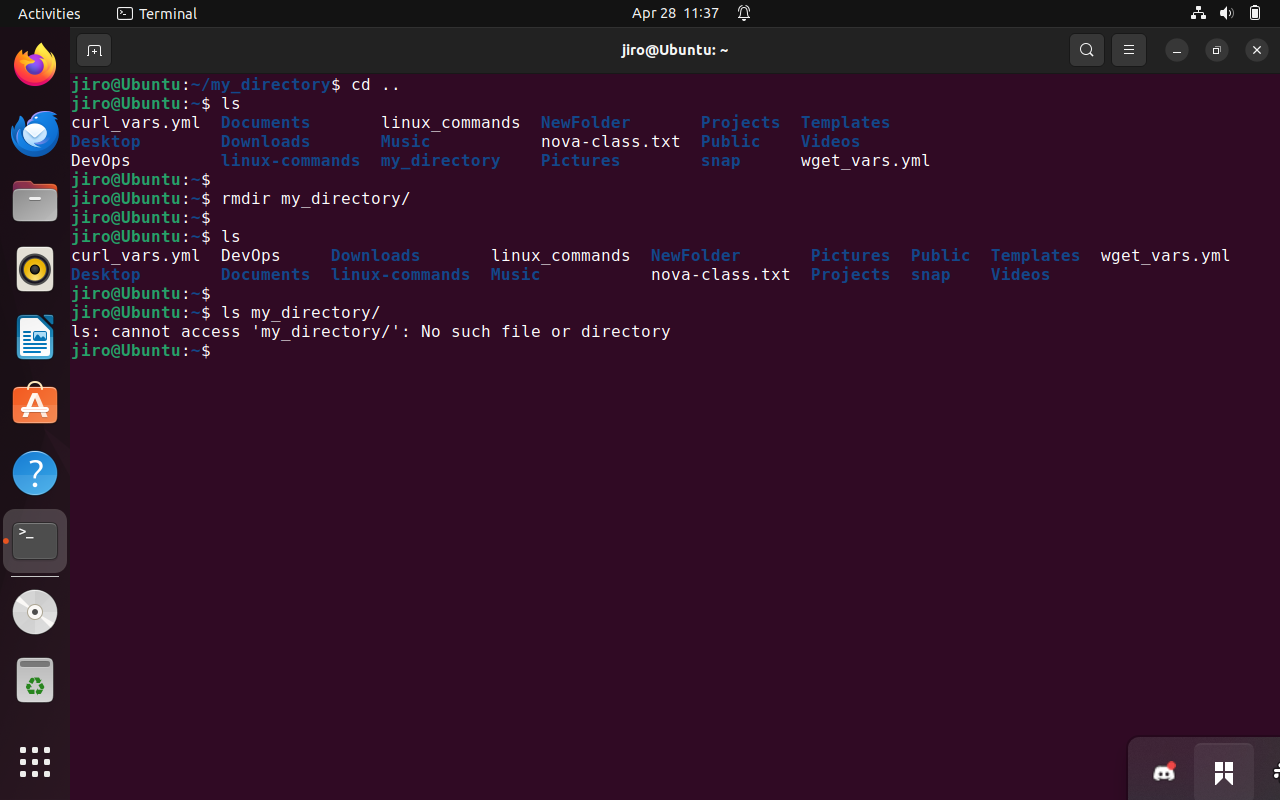 Activities Terminal Apr 28 11:37
jiro@Ubuntu: ~
jiro@Ubuntu:~/my_directory$ cd ..
jiro@Ubuntu:~$ ls
curl_vars.yml  Documents       linux_commands  NewFolder       Projects  Templates
Desktop        Downloads       Music           nova-class.txt  Public    Videos
DevOps         linux-commands  my_directory    Pictures        snap      wget_vars.yml
jiro@Ubuntu:~$
jiro@Ubuntu:~$ rmdir my_directory/
jiro@Ubuntu:~$
jiro@Ubuntu:~$ ls
curl_vars.yml  DevOps     Downloads       linux_commands  NewFolder       Pictures  Public  Templates  wget_vars.yml
Desktop        Documents  linux-commands  Music           nova-class.txt  Projects  snap    Videos
jiro@Ubuntu:~$
jiro@Ubuntu:~$ ls my_directory/
ls: cannot access 'my_directory/': No such file or directory
jiro@Ubuntu:~$